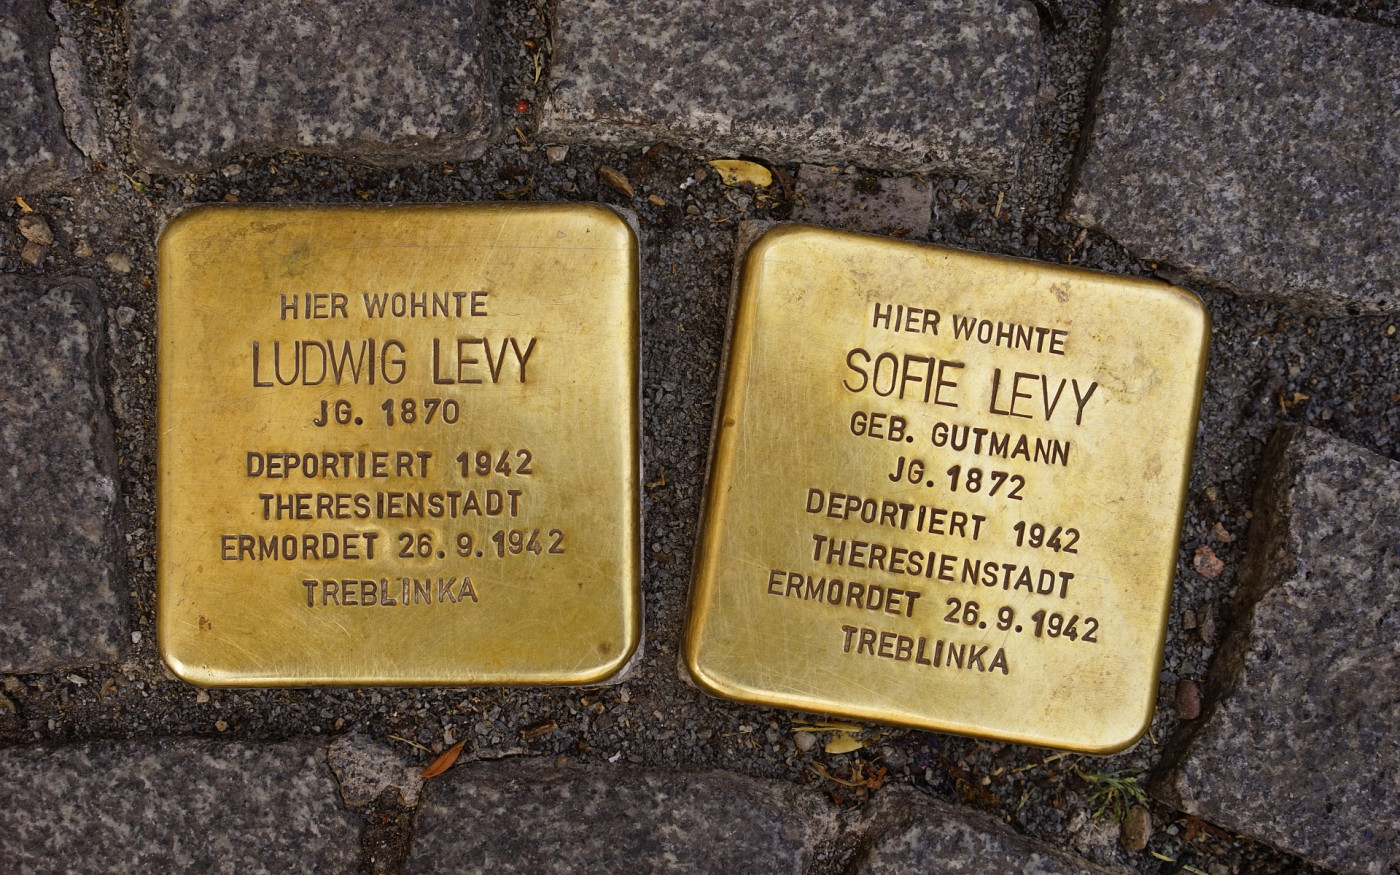 HIER WOHNTE
LUDWIG LEVY
JG. 1870
DEPORTIERT 1942
THERESIENSTADT
ERMORDET 26.9.1942
TREBLINKA
HIER WOHNTE
SOFIE LEVY
GEB. GUTMANN
JG. 1872
DEPORTIERT 1942
THERESIENSTADT
ERMORDET 26.9.1942
TREBLINKA